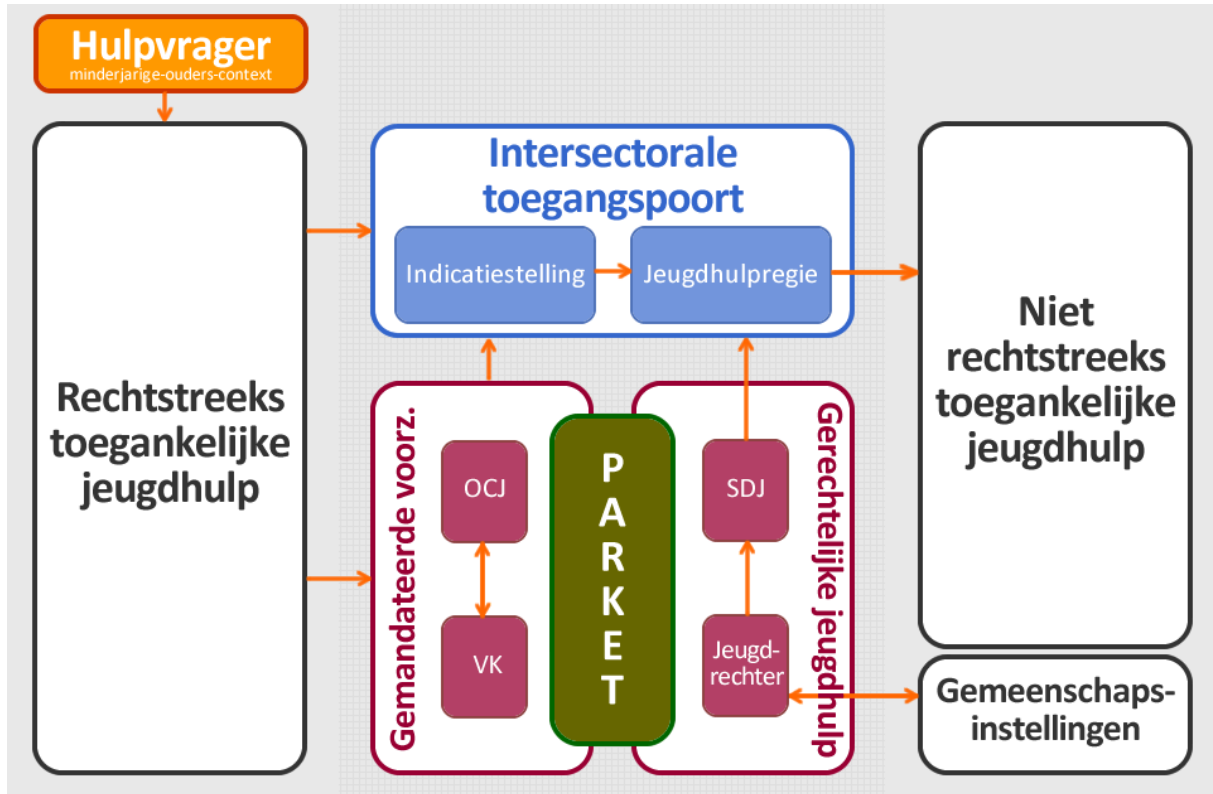 Hulpvrager
minderjarige-ouders-context
Rechtstreeks
toegankelijke
jeugdhulp
Intersectorale
toegangspoort
Indicatiestelling
Jeugdhulpregie
Gemandateerde voorz.
OCJ
VK
PARKET
SDJ
Jeugd-
rechter
Gerechtelijke jeugdhulp
Niet
rechtstreeks
toegankelijke
jeugdhulp
Gemeenschaps-
instellingen